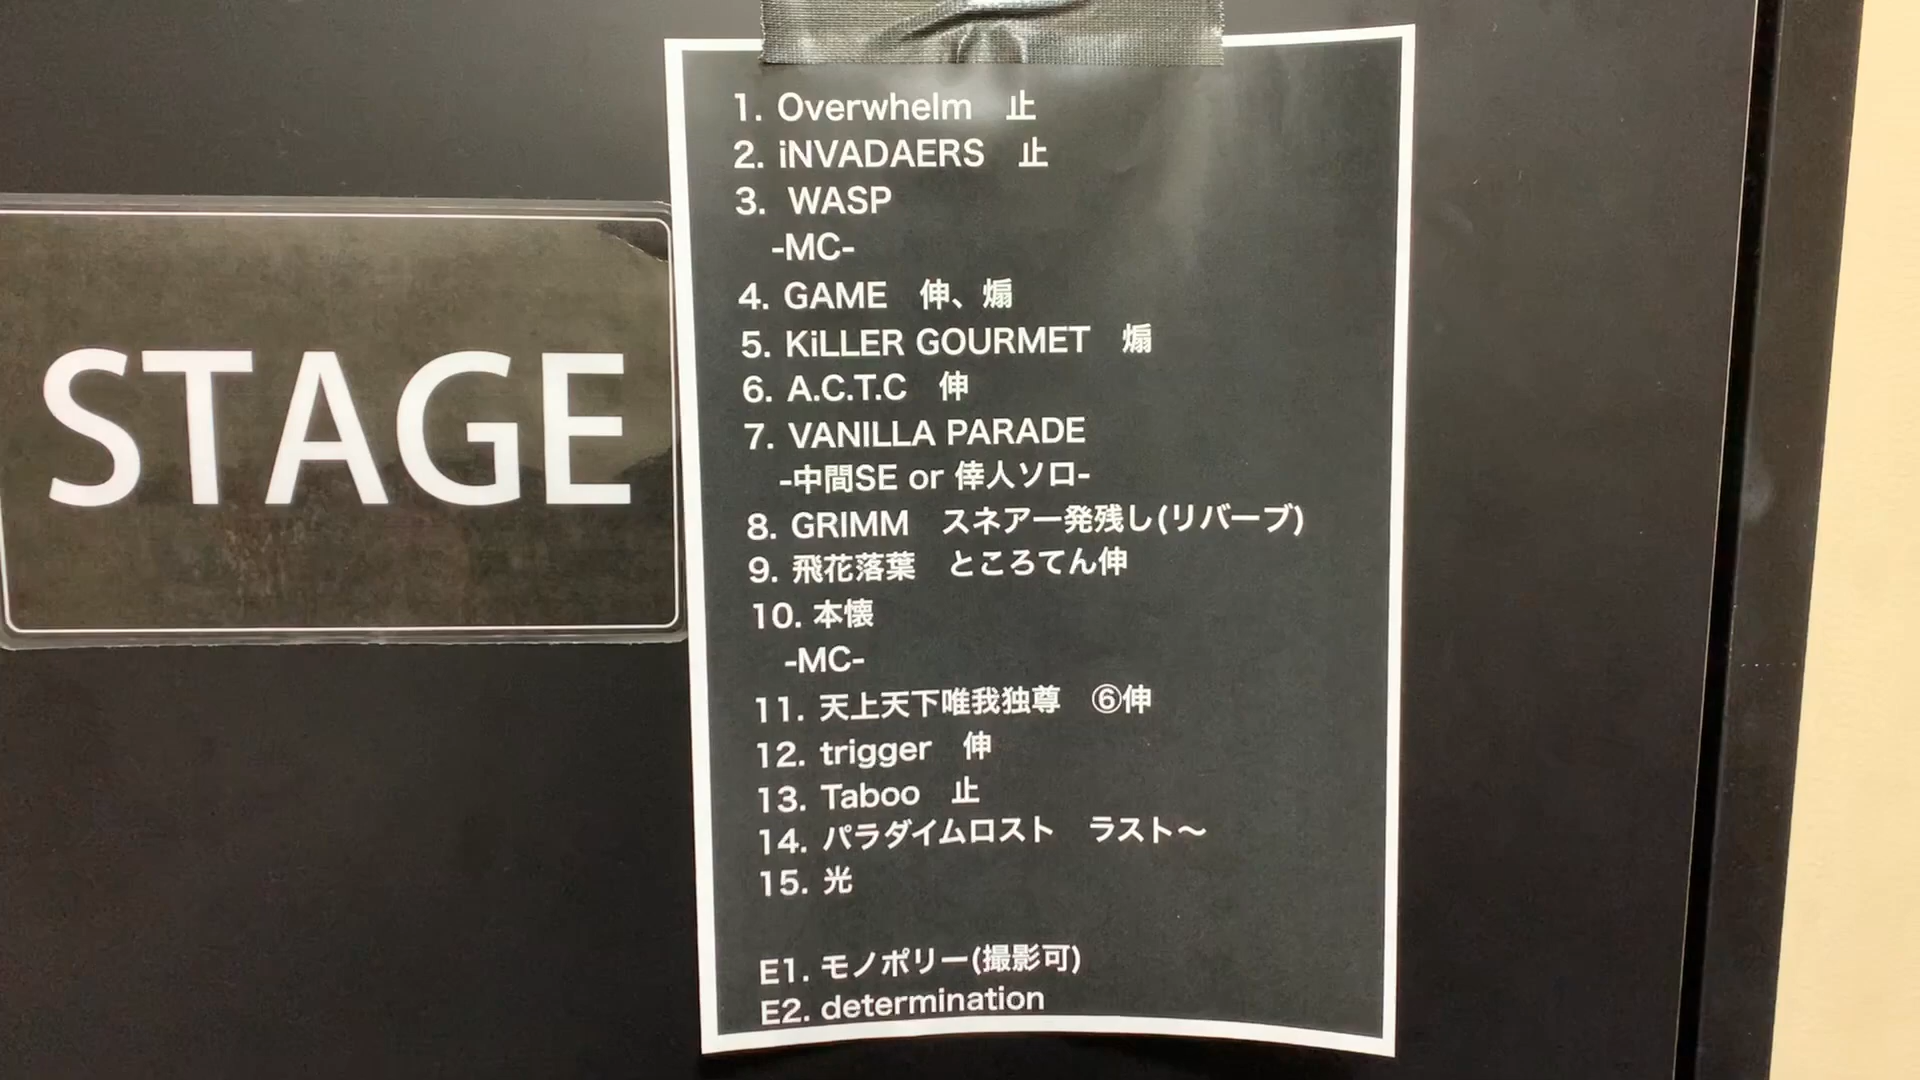 STAGE
1. Overwhelm　止
2. iNVADAERS　止
3. WASP
-MC-
4. GAME　伸、煽
5. KiLLER GOURMET　煽
6. A.C.T.C　伸
7. VANILLA PARADE
-中間SE or 倖人ソロ-
8. GRIMM　スネアー発残し(リバーブ)
9. 飛花落葉　ところてん伸
10. 本懐
-MC-
11. 天上天下唯我独尊　⑥伸
12. trigger　伸
13. Taboo　止
14. パラダイムロスト　ラスト〜
15. 光
E1. モノポリー(撮影可)
E2. determination